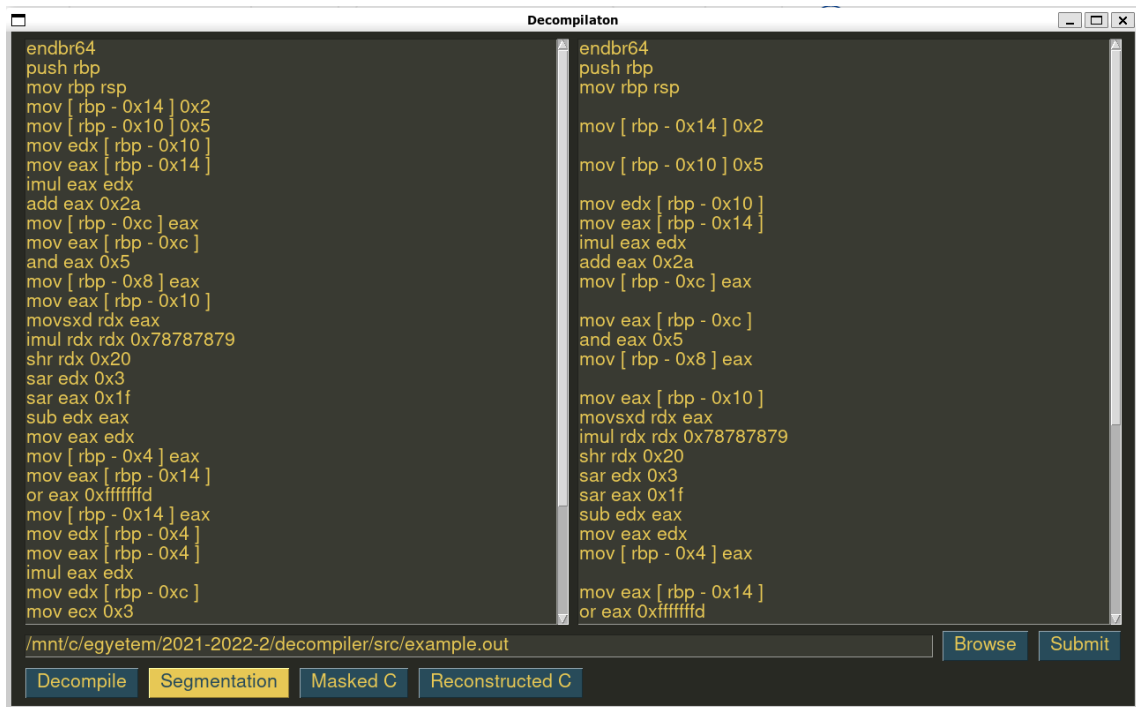 Decompilaton
endbr64
push rbp
mov rbp rsp
mov [ rbp - 0x14 ] 0x2
mov [ rbp - 0x10 ] 0x5
mov edx [ rbp - 0x10 ]
mov eax [ rbp - 0x14 ]
imul eax edx
add eax 0x2a
mov [ rbp - 0xc ] eax
mov eax [ rbp - 0xc ]
and eax 0x5
mov [ rbp - 0x8 ] eax
mov eax [ rbp - 0x10 ]
movsxd rdx eax
imul rdx rdx 0x78787879
shr rdx 0x20
sar edx 0x3
sar eax 0x1f
sub edx eax
mov eax edx
mov [ rbp - 0x4 ] eax
mov eax [ rbp - 0x14 ]
or eax 0xfffffffd
mov [ rbp - 0x14 ] eax
mov edx [ rbp - 0x4 ]
mov eax [ rbp - 0x4 ]
imul eax edx
mov edx [ rbp - 0xc ]
mov ecx 0x3
endbr64
push rbp
mov rbp rsp
mov [ rbp - 0x14 ] 0x2
mov [ rbp - 0x10 ] 0x5
mov edx [ rbp - 0x10 ]
mov eax [ rbp - 0x14 ]
imul eax edx
add eax 0x2a
mov [ rbp - 0xc ] eax
mov eax [ rbp - 0xc ]
and eax 0x5
mov [ rbp - 0x8 ] eax
mov eax [ rbp - 0x10 ]
movsxd rdx eax
imul rdx rdx 0x78787879
shr rdx 0x20
sar edx 0x3
sar eax 0x1f
sub edx eax
mov eax edx
mov [ rbp - 0x4 ] eax
mov eax [ rbp - 0x14 ]
or eax 0xfffffffd
/mnt/c/egyetem/2021-2022-2/decompiler/src/example.out
Browse
Submit
Decompile
Segmentation
Masked C
Reconstructed C